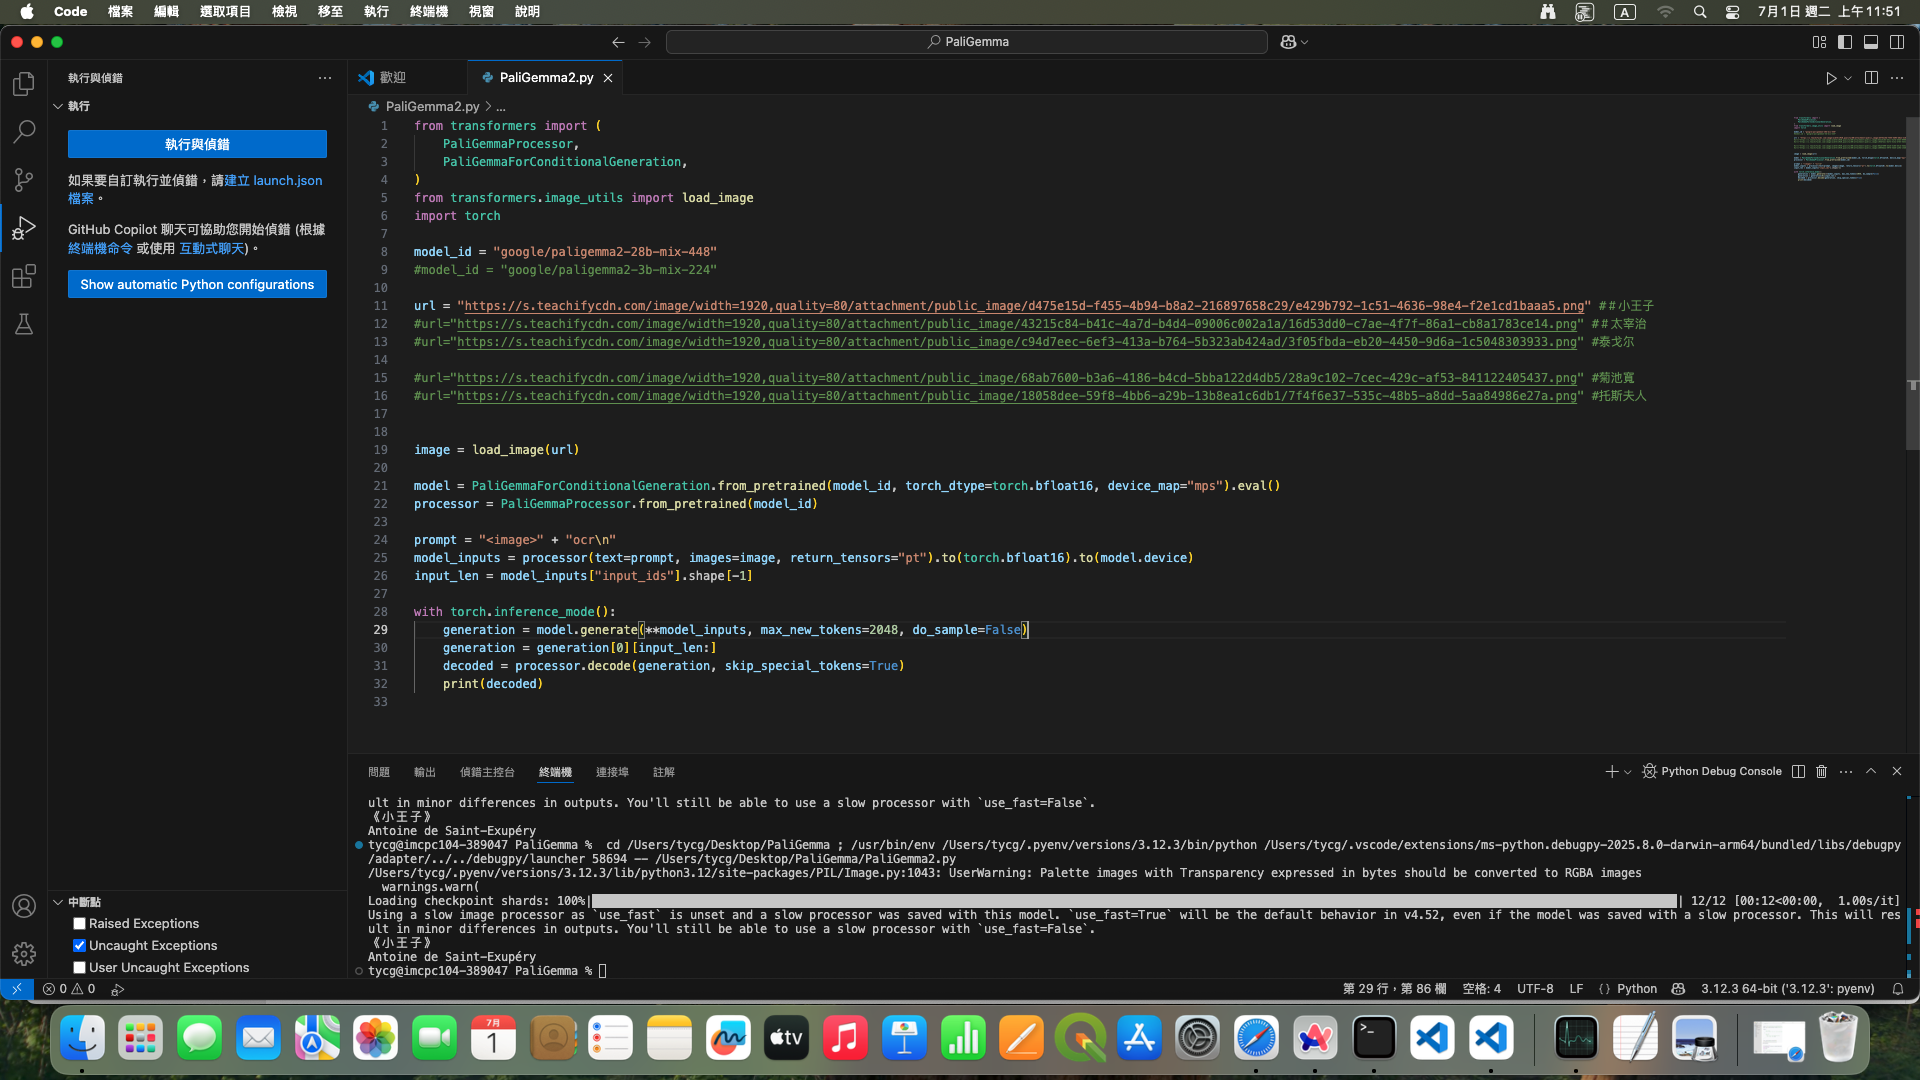 Code 檔案 編輯 選取項目 檢視 移至 執行 終端機 視窗 說明
A 7月1日 週二 上午11:51
PaliGemma
執行與偵錯
歡迎
PaliGemma2.py
執行
PaliGemma2.py > ...
執行與偵錯
如果要自訂執行並偵錯，請建立 launch.json
檔案。
GitHub Copilot 聊天可協助您開始偵錯 (根據
終端機命令 或使用 互動式聊天)。
Show automatic Python configurations
1 from transformers import (
2 PaliGemmaProcessor,
3 PaliGemmaForConditionalGeneration,
4 )
5 from transformers.image_utils import load_image
6 import torch
7
8 model_id = "google/paligemma2-28b-mix-448"
9 #model_id = "google/paligemma2-3b-mix-224"
10
11 url = "https://s.teachifycdn.com/image/width=1920,quality=80/attachment/public_image/d475e15d-f455-4b94-b8a2-216897658c29/e429b792-1c51-4636-98e4-f2e1cd1baaa5.png" ##小王子
12 #url="https://s.teachifycdn.com/image/width=1920,quality=80/attachment/public_image/43215c84-b41c-4a7d-b4d4-09006c002a1a/16d53dd0-c7ae-4f7f-86a1-cb8a1783ce14.png" ##太宰治
13 #url="https://s.teachifycdn.com/image/width=1920,quality=80/attachment/public_image/c94d7eec-6ef3-413a-b764-5b323ab424ad/3f05fbda-eb20-4450-9d6a-1c5048303933.png" #泰戈尔
14
15 #url="https://s.teachifycdn.com/image/width=1920,quality=80/attachment/public_image/68ab7600-b3a6-4186-b4cd-5bba122d4db5/28a9c102-7cec-429c-af53-841122405437.png" #菊池寬
16 #url="https://s.teachifycdn.com/image/width=1920,quality=80/attachment/public_image/18058dee-59f8-4bb6-a29b-13b8ea1c6db1/7f4f6e37-535c-48b5-a8dd-5aa84986e27a.png" #托斯夫人
17
18
19 image = load_image(url)
20
21 model = PaliGemmaForConditionalGeneration.from_pretrained(model_id, torch_dtype=torch.bfloat16, device_map="mps").eval()
22 processor = PaliGemmaProcessor.from_pretrained(model_id)
23
24 prompt = "<image>" + "ocr\n"
25 model_inputs = processor(text=prompt, images=image, return_tensors="pt").to(torch.bfloat16).to(model.device)
26 input_len = model_inputs["input_ids"].shape[-1]
27
28 with torch.inference_mode():
29 generation = model.generate(**model_inputs, max_new_tokens=2048, do_sample=False)
30 generation = generation[0][input_len:]
31 decoded = processor.decode(generation, skip_special_tokens=True)
32 print(decoded)
33
問題 輸出 偵錯主控台 終端機 連接埠 註解
Python Debug Console
ult in minor differences in outputs. You'll still be able to use a slow processor with `use_fast=False`.
《小王子》
Antoine de Saint-Exupéry
tycg@imcpc104-389047 PaliGemma % cd /Users/tycg/Desktop/PaliGemma ; /usr/bin/env /Users/tycg/.pyenv/versions/3.12.3/bin/python /Users/tycg/.vscode/extensions/ms-python.debugpy-2025.8.0-darwin-arm64/bundled/libs/debugpy
/adapter/../../debugpy/launcher 58694 -- /Users/tycg/Desktop/PaliGemma/PaliGemma2.py
/Users/tycg/.pyenv/versions/3.12.3/lib/python3.12/site-packages/PIL/Image.py:1043: UserWarning: Palette images with Transparency expressed in bytes should be converted to RGBA images
warnings.warn(
Loading checkpoint shards: 100%| | 12/12 [00:12<00:00, 1.00s/it]
Using a slow image processor as `use_fast` is unset and a slow processor was saved with this model. `use_fast=True` will be the default behavior in v4.52, even if the model was saved with a slow processor. This will res
ult in minor differences in outputs. You'll still be able to use a slow processor with `use_fast=False`.
《小王子》
Antoine de Saint-Exupéry
tycg@imcpc104-389047 PaliGemma %
中斷點
Raised Exceptions
Uncaught Exceptions
User Uncaught Exceptions
0 0
第 29 行，第 86 欄 空格: 4 UTF-8 LF {} Python 3.12.3 64-bit ('3.12.3': pyenv)
7月
1
tv